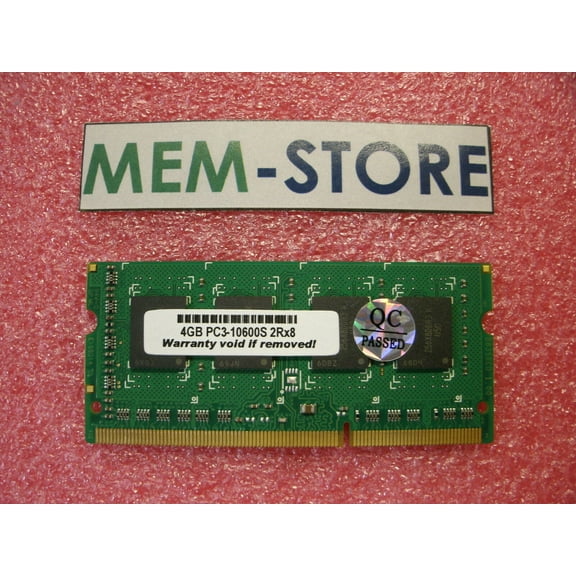 MEM-STORE
4GB PC3-10600S 2Rx8
Warranty void if removed!
QC
PASSED